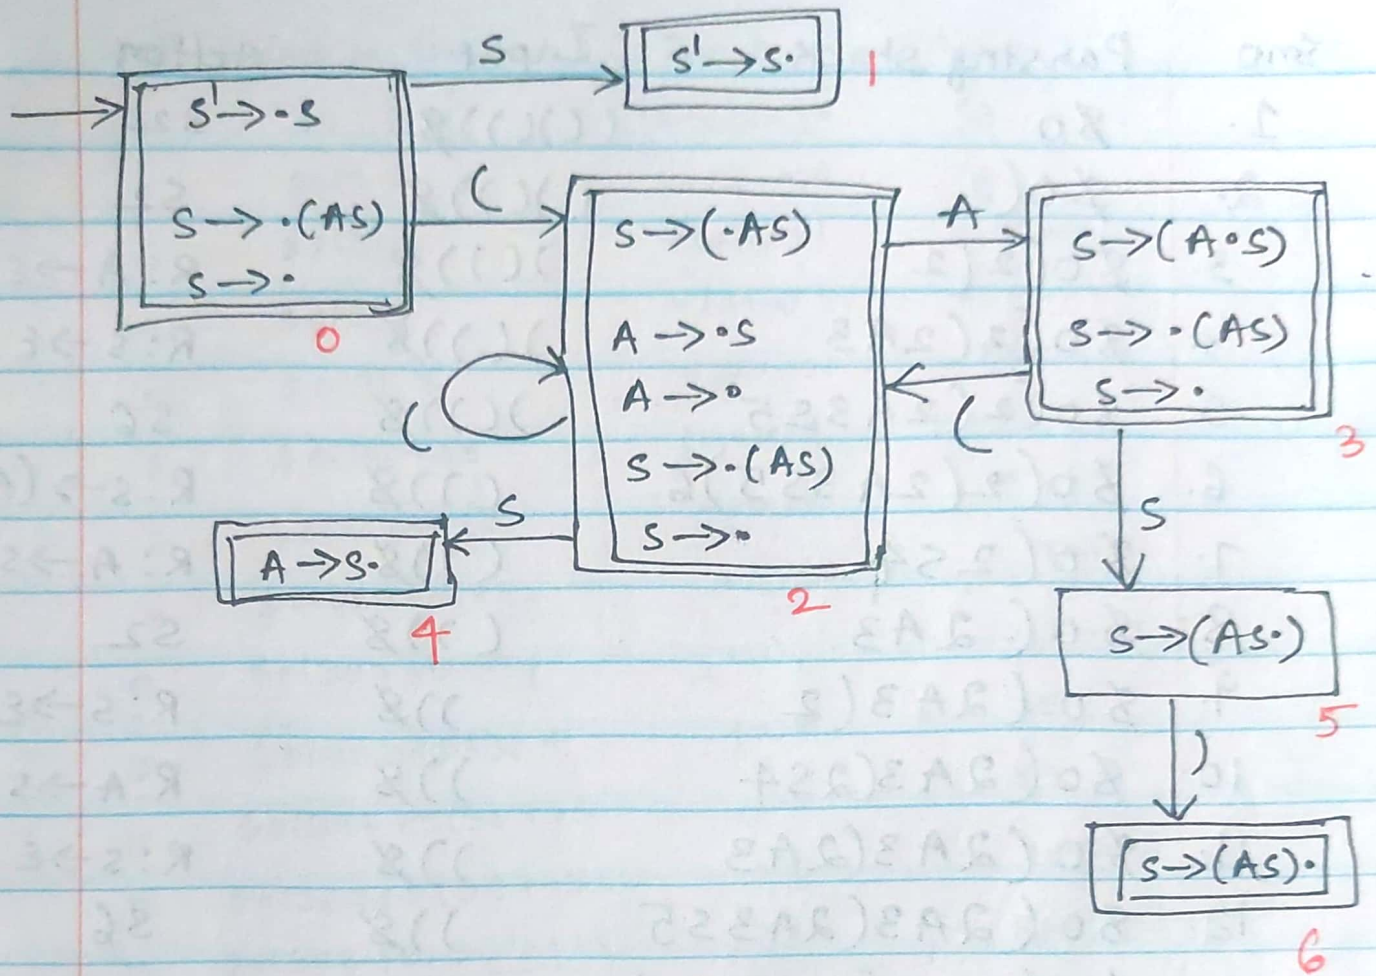 S
S'→S·
1
S'→·S
S→·(AS)
S→·
0
(
S→(·AS)
A→·S
A→·
S→·(AS)
S→·
2
A
S→(A·S)
S→·(AS)
S→·
3
(
(
S
A→S·
4
S
S→(AS·)
5
)
S→(AS)·
6